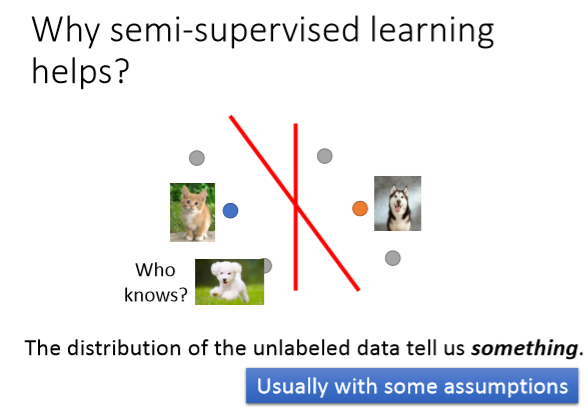 Why semi-supervised learning
helps?
Who
knows?
The distribution of the unlabeled data tell us something.
Usually with some assumptions